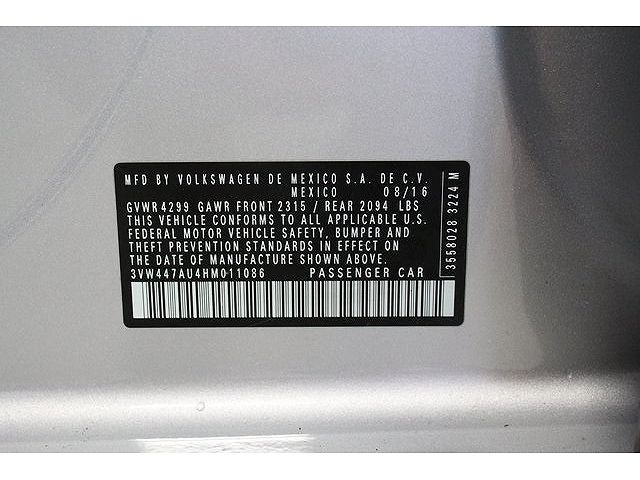 MFD BY VOLKSWAGEN DE MEXICO S.A. DE C.V.
MEXICO 08/16
GVWR 4299 GAWR FRONT 2315 / REAR 2094 LBS
THIS VEHICLE CONFORMS TO ALL APPLICABLE U.S.
FEDERAL MOTOR VEHICLE SAFETY, BUMPER AND
THEFT PREVENTION STANDARDS IN EFFECT ON
THE DATE OF MANUFACTURE SHOWN ABOVE.
3VW447AU4HM011086 PASSENGER CAR
3558028 3224 M